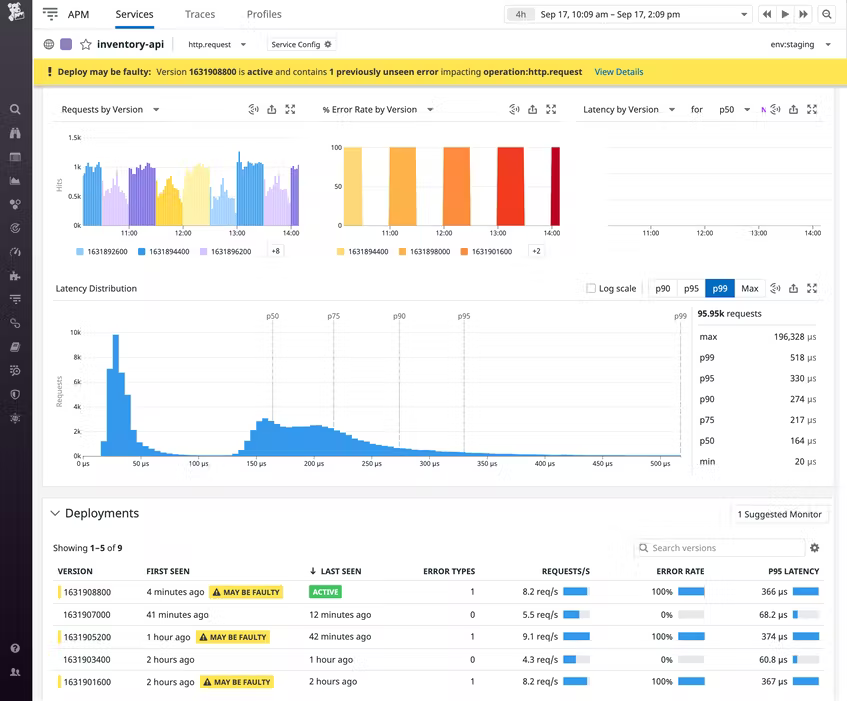 APM Services Traces Profiles 4h Sep 17, 10:09 am – Sep 17, 2:09 pm
inventory-api http.request Service Config env:staging
Deploy may be faulty: Version 1631908800 is active and contains 1 previously unseen error impacting operation:http.request View Details
Requests by Version % Error Rate by Version Latency by Version for p50
1.5k
1k
0.5k
0k
Hits
11:00 12:00 13:00 14:00
1631892600 1631894400 1631896200 +8
100
50
0
11:00 12:00 13:00 14:00
1631894400 1631898000 1631901600 +2
11:00 12:00 13:00 14:00
Latency Distribution Log scale p90 p95 p99 Max
p50 p75 p90 p95 p99
10k
8k
6k
4k
2k
0k
Requests
0 µs 50 µs 100 µs 150 µs 200 µs 250 µs 300 µs 350 µs 400 µs 450 µs 500 µs
95.95k requests
max 196,328 µs
p99 518 µs
p95 330 µs
p90 274 µs
p75 217 µs
p50 164 µs
min 20 µs
Deployments 1 Suggested Monitor
Showing 1–5 of 9 Search versions
VERSION FIRST SEEN ↓ LAST SEEN ERROR TYPES REQUESTS/S ERROR RATE P95 LATENCY
1631908800 4 minutes ago MAY BE FAULTY ACTIVE 1 8.2 req/s 100% 366 µs
1631907000 41 minutes ago 12 minutes ago 0 5.5 req/s 0% 68.2 µs
1631905200 1 hour ago MAY BE FAULTY 42 minutes ago 1 9.1 req/s 100% 374 µs
1631903400 2 hours ago 1 hour ago 0 4.3 req/s 0% 60.8 µs
1631901600 2 hours ago MAY BE FAULTY 2 hours ago 1 8.2 req/s 100% 367 µs